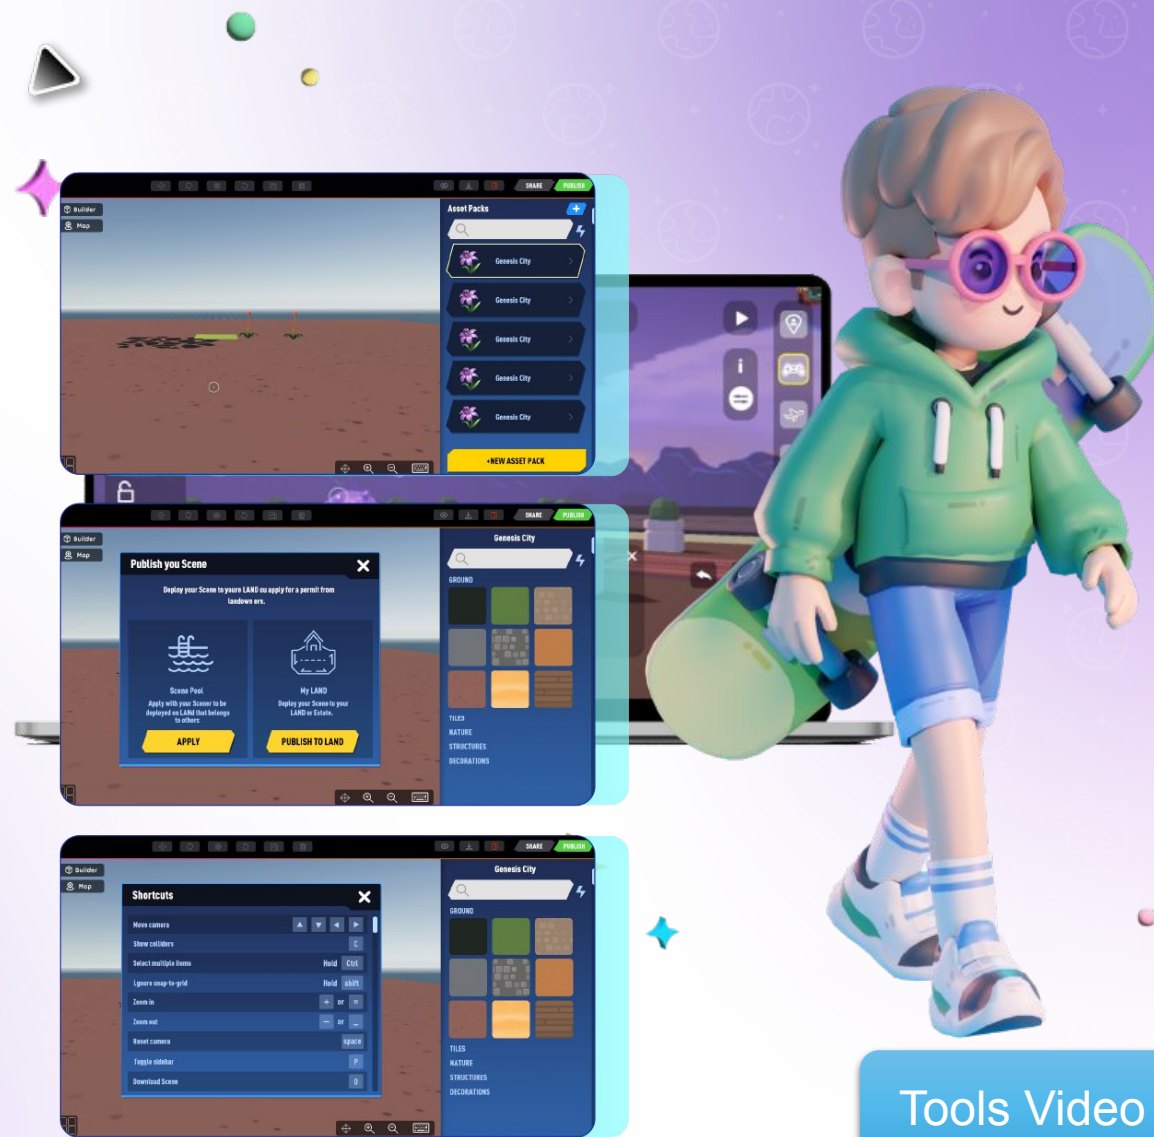 SHARE
PUBLISH
Builder
Map
Asset Packs
Genesis City
Genesis City
Genesis City
Genesis City
Genesis City
+NEW ASSET PACK
SHARE
PUBLISH
Builder
Map
Genesis City
Publish you Scene
Deploy your Scene to youre LAND ou apply for a permit from
landown ers.
Scene Pool
Apply with your Scener to be
deployed on LANd that belongs
to others
APPLY
My LAND
Deploy your Scene to your
LAND or Estate.
PUBLISH TO LAND
GROUND
TILES
NATURE
STRUCTURES
DECORATIONS
SHARE
PUBLISH
Builder
Map
Genesis City
Shortcuts
Move camera
Show colliders C
Select multiple items Hold Ctrl
Lgnore snap-to-grid Hold shift
Zoom in + or =
Zoom out - or _
Reset camera space
Toggle sidebar P
Download Scene O
GROUND
TILES
NATURE
STRUCTURES
DECORATIONS
Tools Video